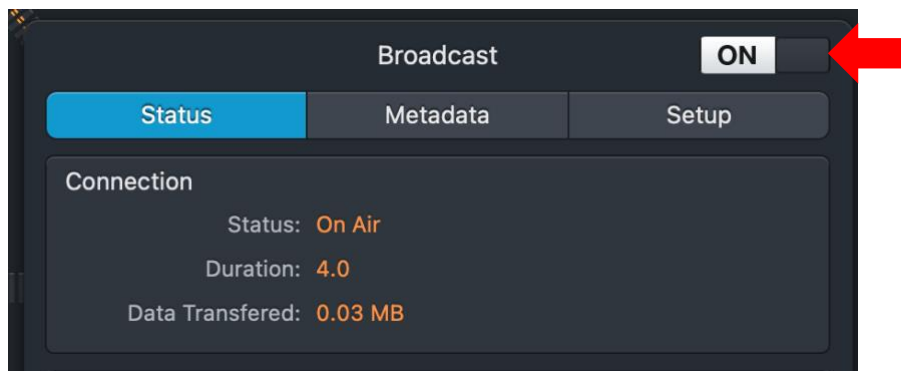 Broadcast ON
Status Metadata Setup
Connection
Status: On Air
Duration: 4.0
Data Transfered: 0.03 MB